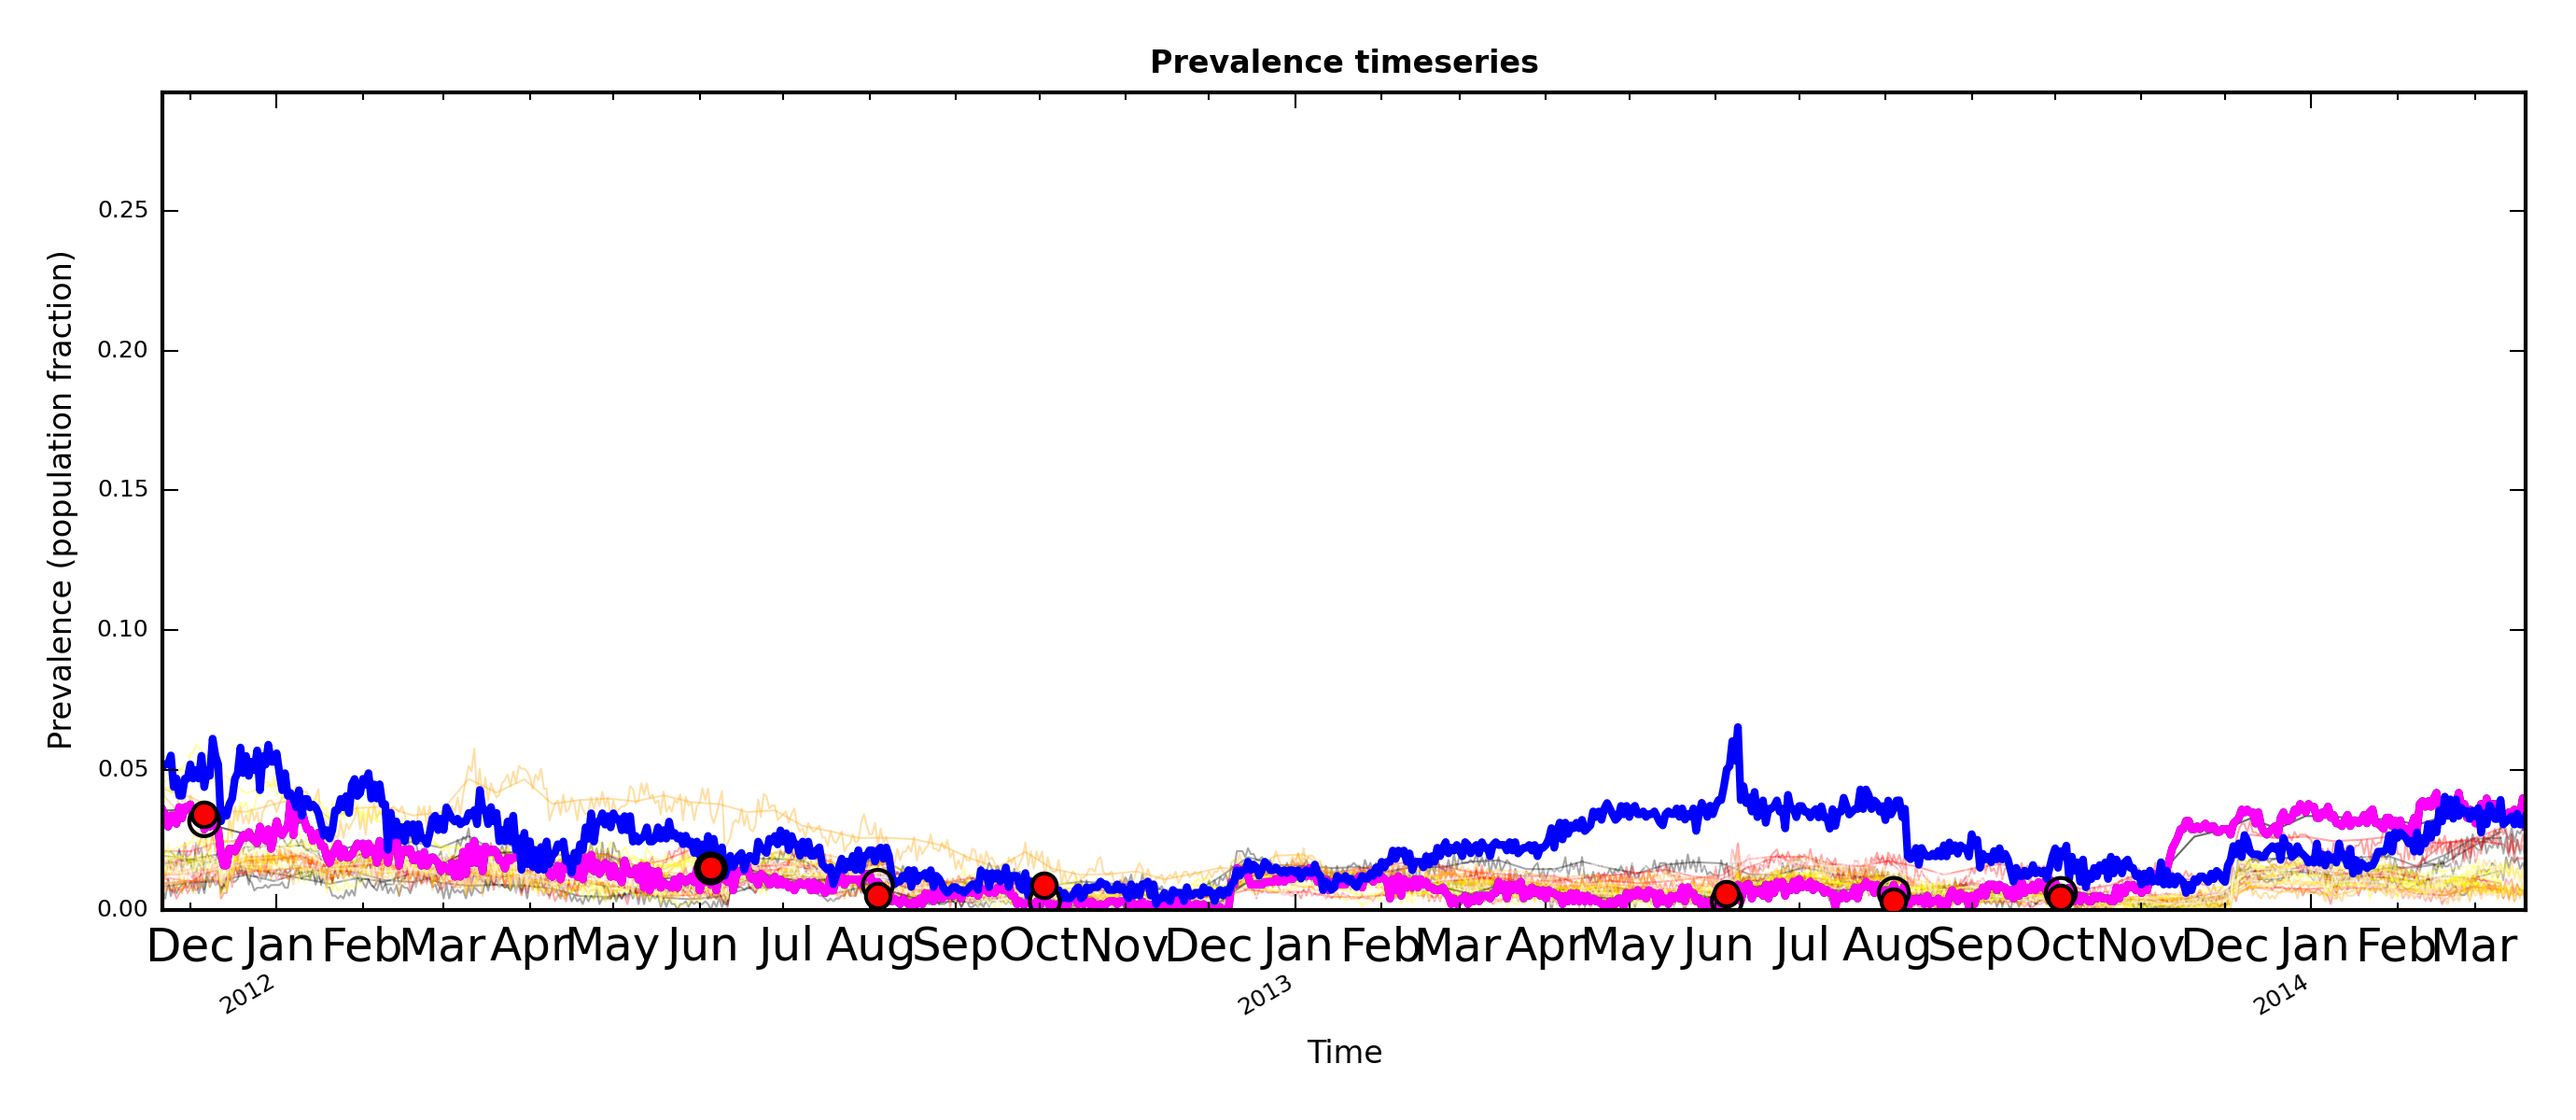 Prevalence timeseries
Prevalence (population fraction)
0.25
0.20
0.15
0.10
0.05
0.00
Dec Jan Feb Mar Apr May Jun Jul Aug Sep Oct Nov Dec Jan Feb Mar Apr May Jun Jul Aug Sep Oct Nov Dec Jan Feb Mar
2012 2013 2014
Time